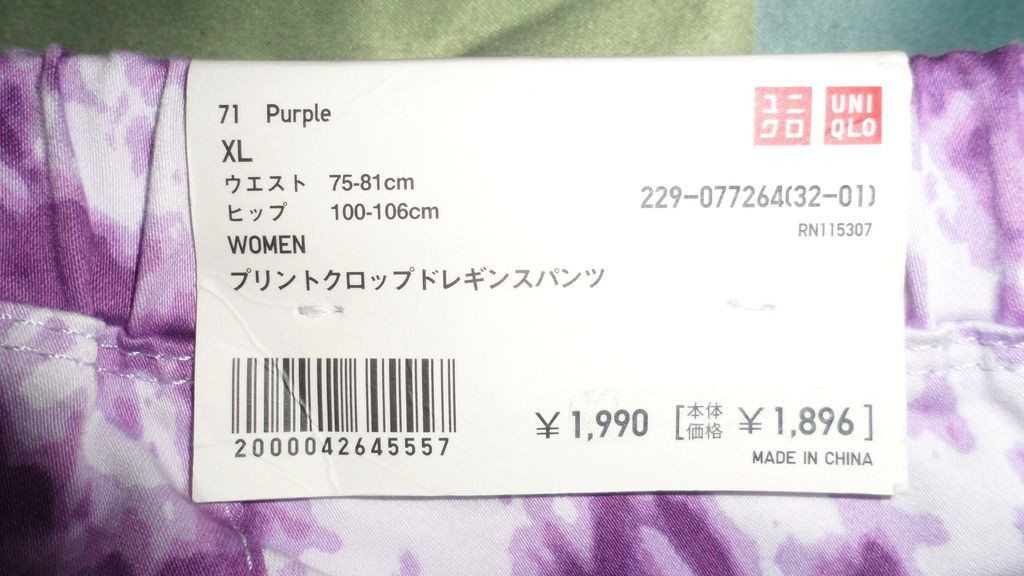 71 Purple
XL
ウエスト 75-81cm
ヒップ 100-106cm
WOMEN
プリントクロップドレギンスパンツ
ユニ
クロ
UNI
QLO
229-077264(32-01)
RN115307
2000042645557
¥1,990 [本体価格 ¥1,896]
MADE IN CHINA